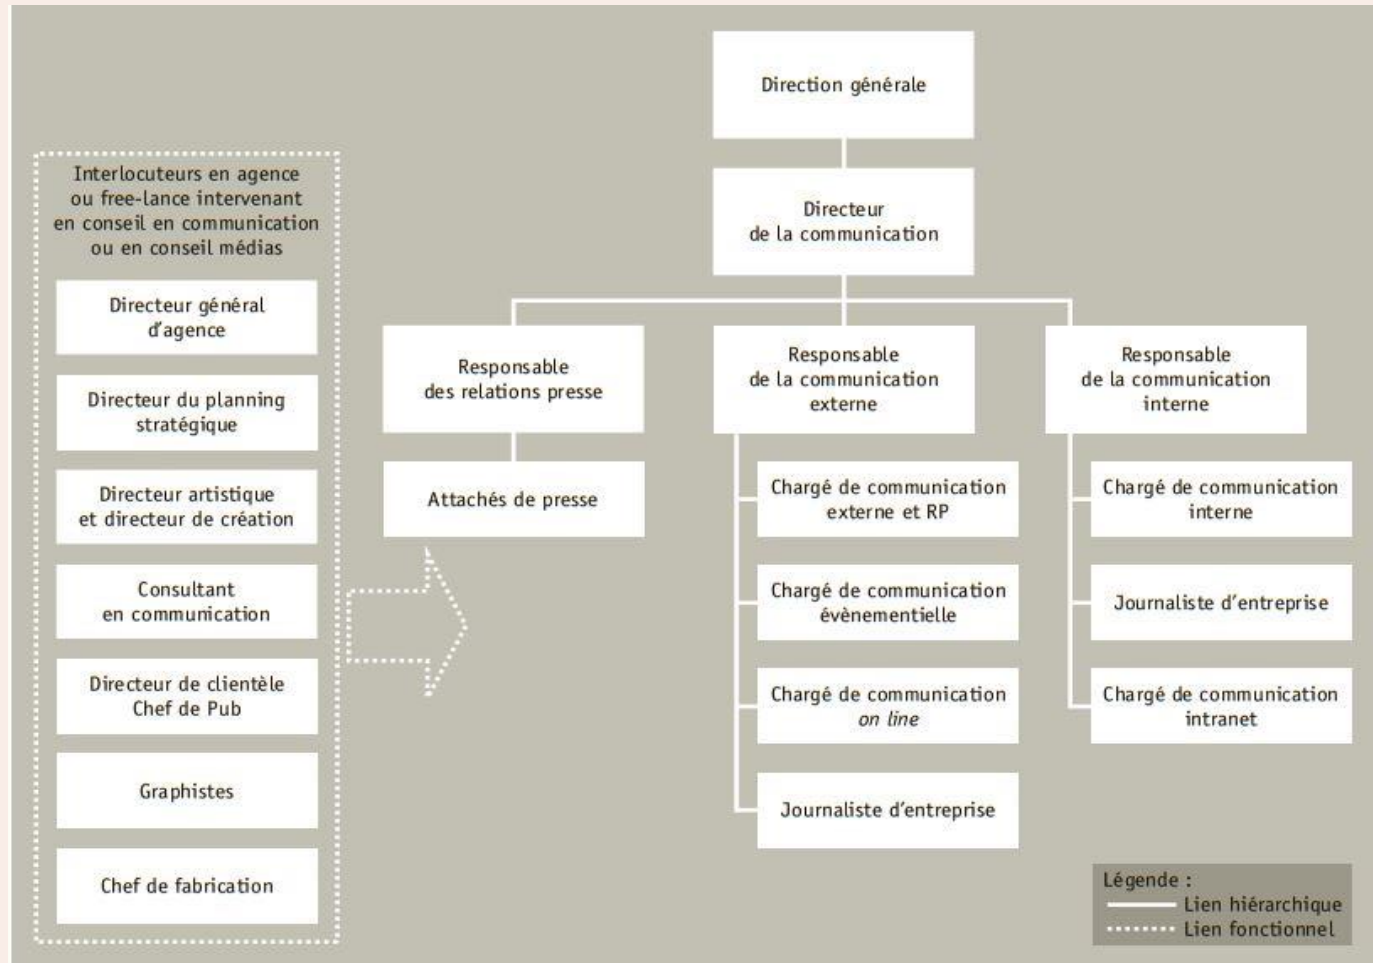 Direction générale
Directeur
de la communication
Interlocuteurs en agence
ou free-lance intervenant
en conseil en communication
ou en conseil médias
Directeur général
d'agence
Directeur du planning
stratégique
Directeur artistique
et directeur de création
Consultant
en communication
Directeur de clientèle
Chef de Pub
Graphistes
Chef de fabrication
Responsable
des relations presse
Attachés de presse
Responsable
de la communication
externe
Chargé de communication
externe et RP
Chargé de communication
évènementielle
Chargé de communication
on line
Journaliste d'entreprise
Responsable
de la communication
interne
Chargé de communication
interne
Journaliste d'entreprise
Chargé de communication
intranet
Légende :
Lien hiérarchique
Lien fonctionnel